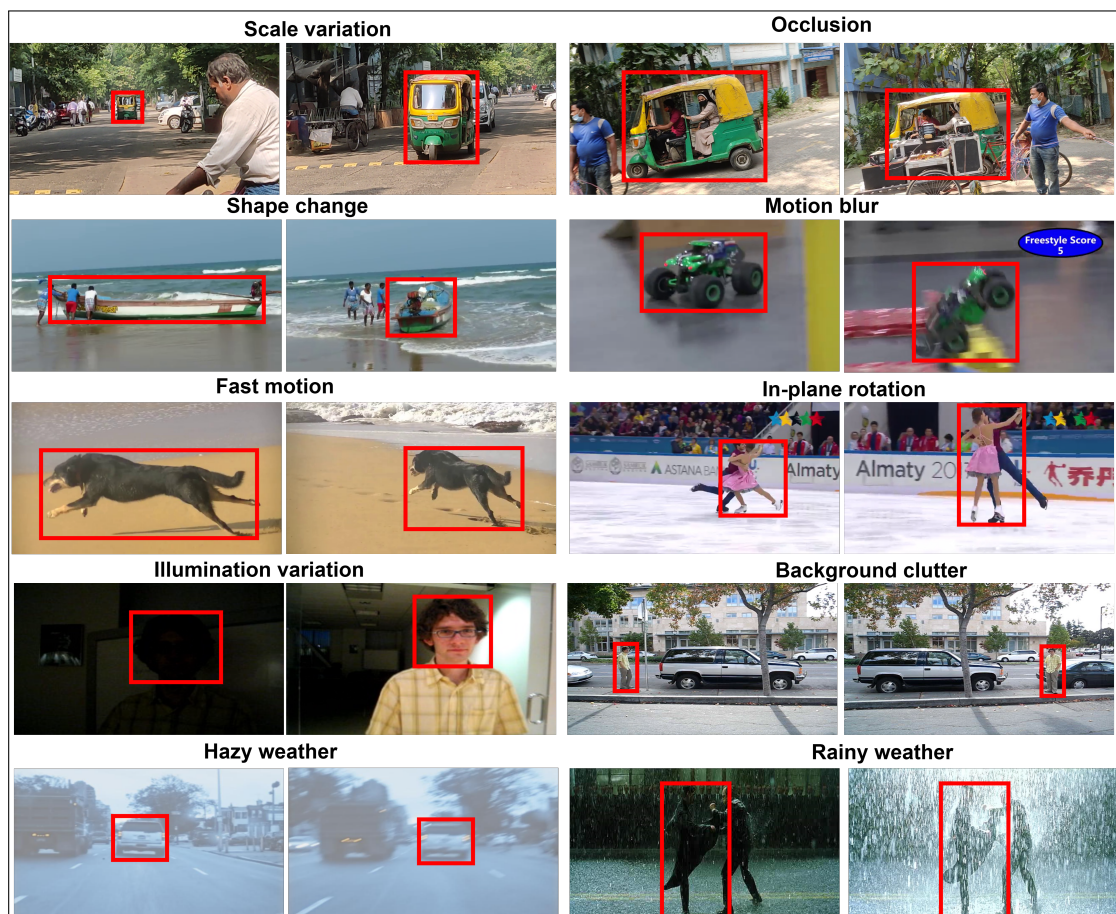 Scale variation
Occlusion
Shape change
Motion blur
Freestyle Score
5
Fast motion
In-plane rotation
ASTANA BA
Almaty
Almaty 20
乔丹
Illumination variation
Background clutter
Hazy weather
Rainy weather